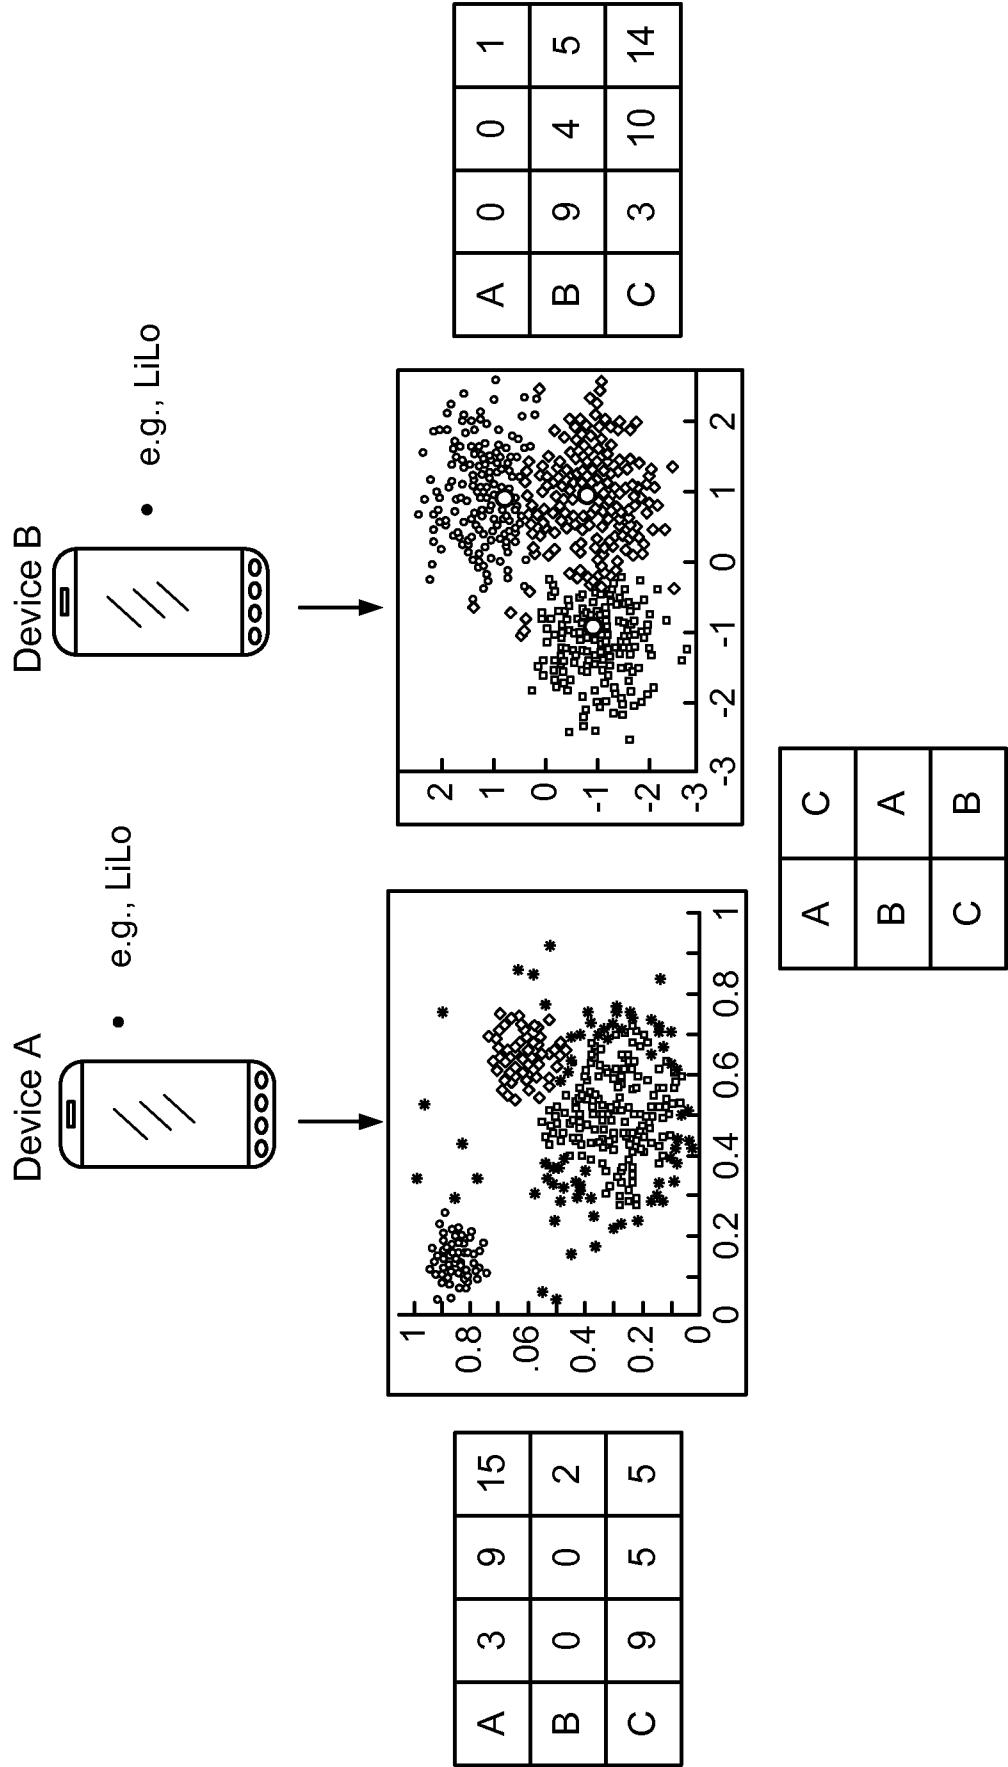 Device A
• e.g., LiLo
Device B
• e.g., LiLo
A 3 9 15
B 0 0 2
C 9 5 5
1
0.8
.06
0.4
0.2
0
0 0.2 0.4 0.6 0.8 1
2
1
0
-1
-2
-3
-3 -2 -1 0 1 2
A 0 0 1
B 9 4 5
C 3 10 14
A C
B A
C B